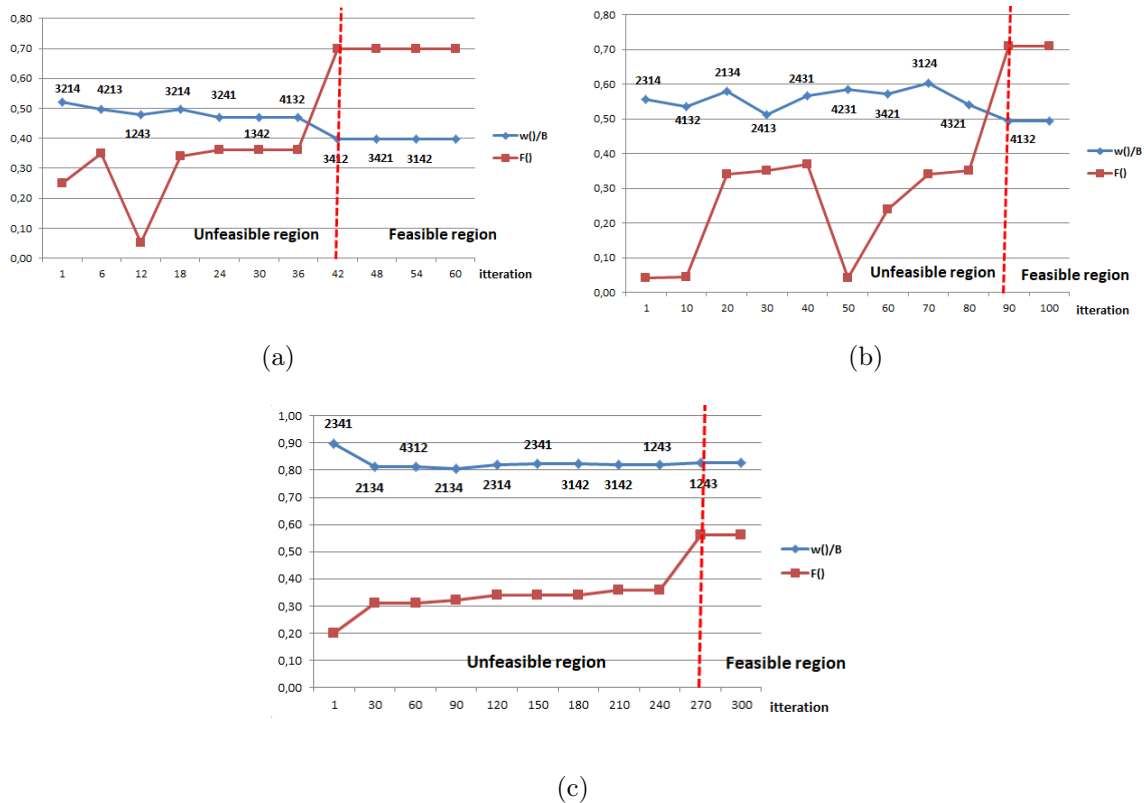 0,80
0,70
0,60
0,50
0,40
0,30
0,20
0,10
0,00
3214 4213 3214 3241 4132
1243 1342 3412 3421 3142
w()/B
F()
Unfeasible region Feasible region
1 6 12 18 24 30 36 42 48 54 60 itteration
(a)
0,80
0,70
0,60
0,50
0,40
0,30
0,20
0,10
0,00
2314 2134 2431 3124
4132 2413 4231 3421 4321 4132
w()/B
F()
Unfeasible region Feasible region
1 10 20 30 40 50 60 70 80 90 100 itteration
(b)
1,00
0,90
0,80
0,70
0,60
0,50
0,40
0,30
0,20
0,10
0,00
2341 4312 2341 1243
2134 2134 2314 3142 3142 1243
w()/B
F()
Unfeasible region Feasible region
1 30 60 90 120 150 180 210 240 270 300 itteration
(c)